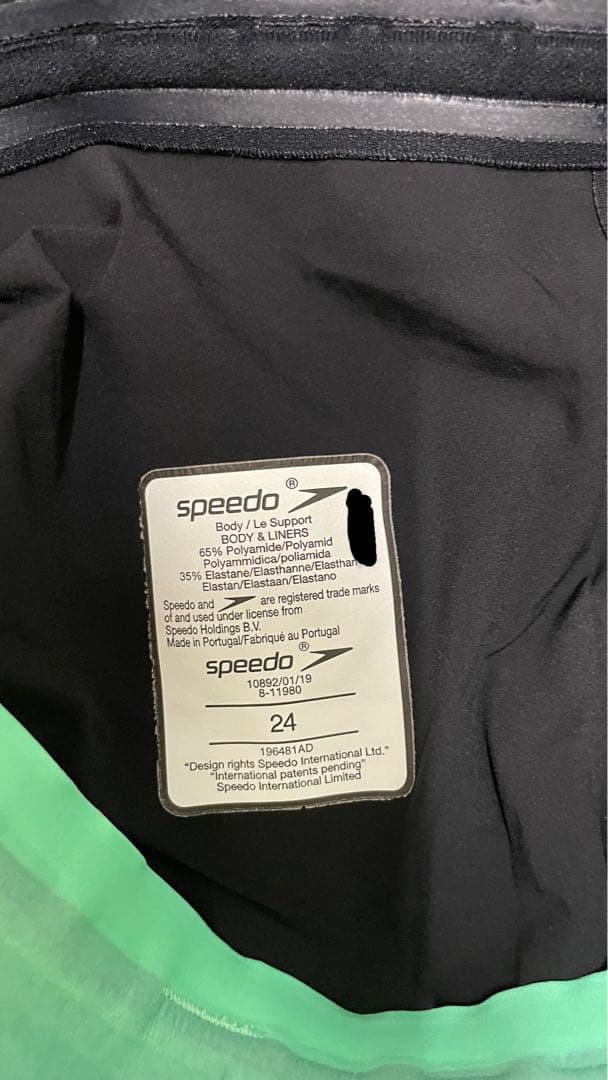 speedo®
Body / Le Support
BODY & LINERS
65% Polyamide/Polyamid
Polyammidica/poliamida
35% Elastane/Elasthanne/Elasthan
Elastan/Elastaan/Elastano
Speedo and are registered trade marks
of and used under license from
Speedo Holdings B.V.
Made in Portugal/Fabriqué au Portugal
speedo®
10892/01/19
8-11980
24
196481AD
"Design rights Speedo International Ltd."
"International patents pending"
Speedo International Limited